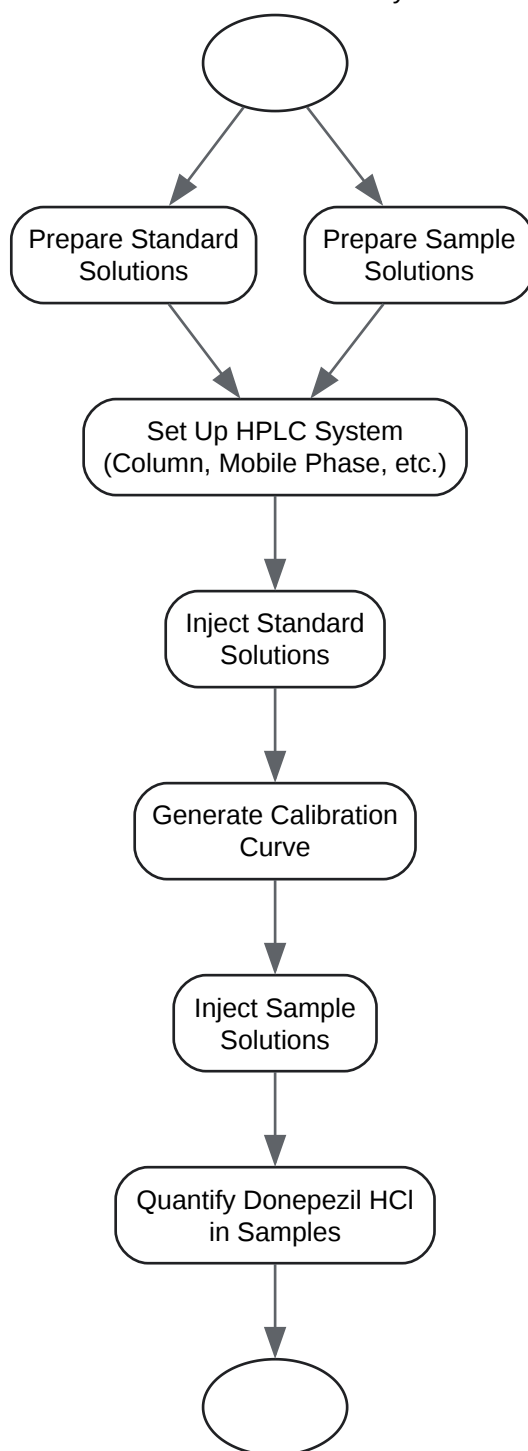 Prepare Standard
Solutions
Prepare Sample
Solutions
Set Up HPLC System
(Column, Mobile Phase, etc.)
Inject Standard
Solutions
Generate Calibration
Curve
Inject Sample
Solutions
Quantify Donepezil HCl
in Samples